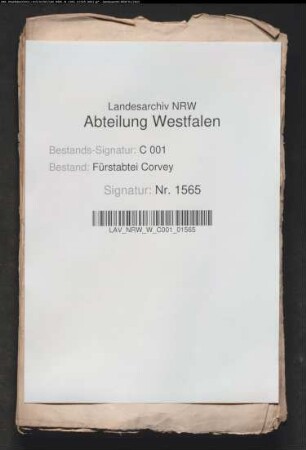 Landesarchiv NRW
Abteilung Westfalen
Bestands-Signatur: C 001
Bestand: Fürstabtei Corvey
Signatur: Nr. 1565
LAV_NRW_W_C001_01565